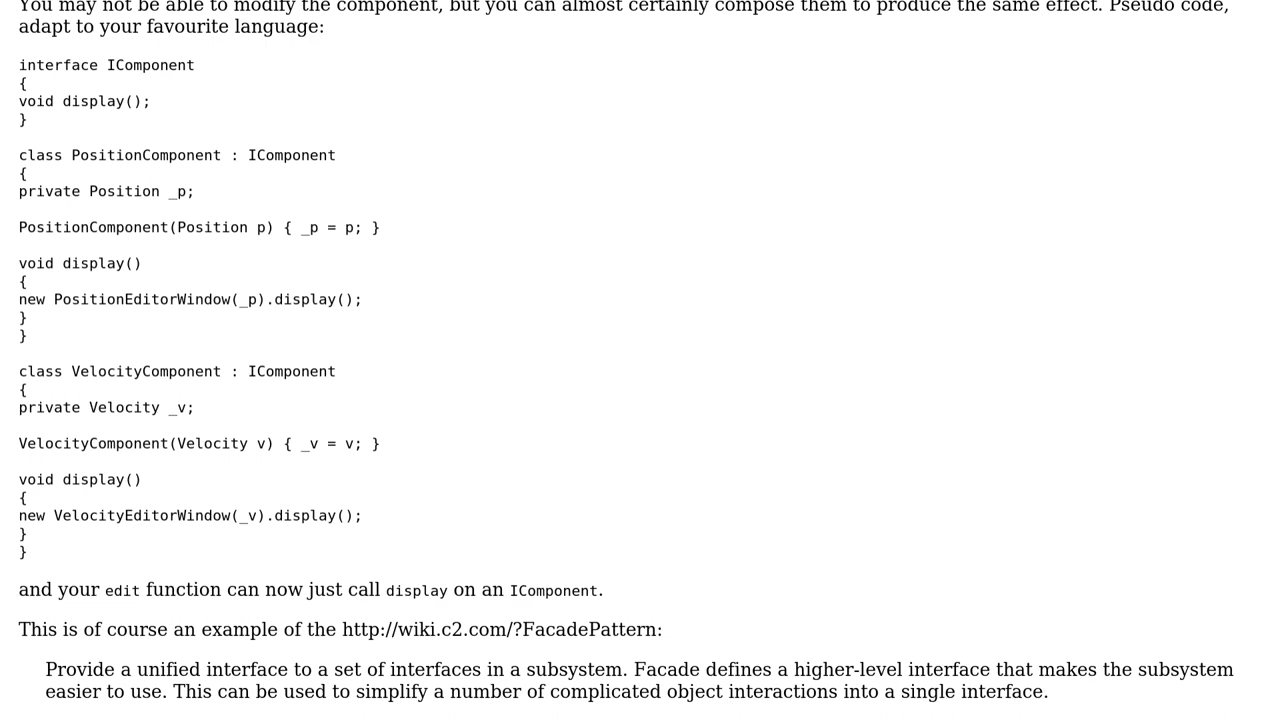 You may not be able to modify the component, but you can almost certainly compose them to produce the same effect. Pseudo code,
adapt to your favourite language:
interface IComponent
{
void display();
}
class PositionComponent : IComponent
{
private Position _p;
PositionComponent(Position p) { _p = p; }
void display()
{
new PositionEditorWindow(_p).display();
}
}
class VelocityComponent : IComponent
{
private Velocity _v;
VelocityComponent(Velocity v) { _v = v; }
void display()
{
new VelocityEditorWindow(_v).display();
}
}
and your edit function can now just call display on an IComponent.
This is of course an example of the http://wiki.c2.com/?FacadePattern:
Provide a unified interface to a set of interfaces in a subsystem. Facade defines a higher-level interface that makes the subsystem
easier to use. This can be used to simplify a number of complicated object interactions into a single interface.